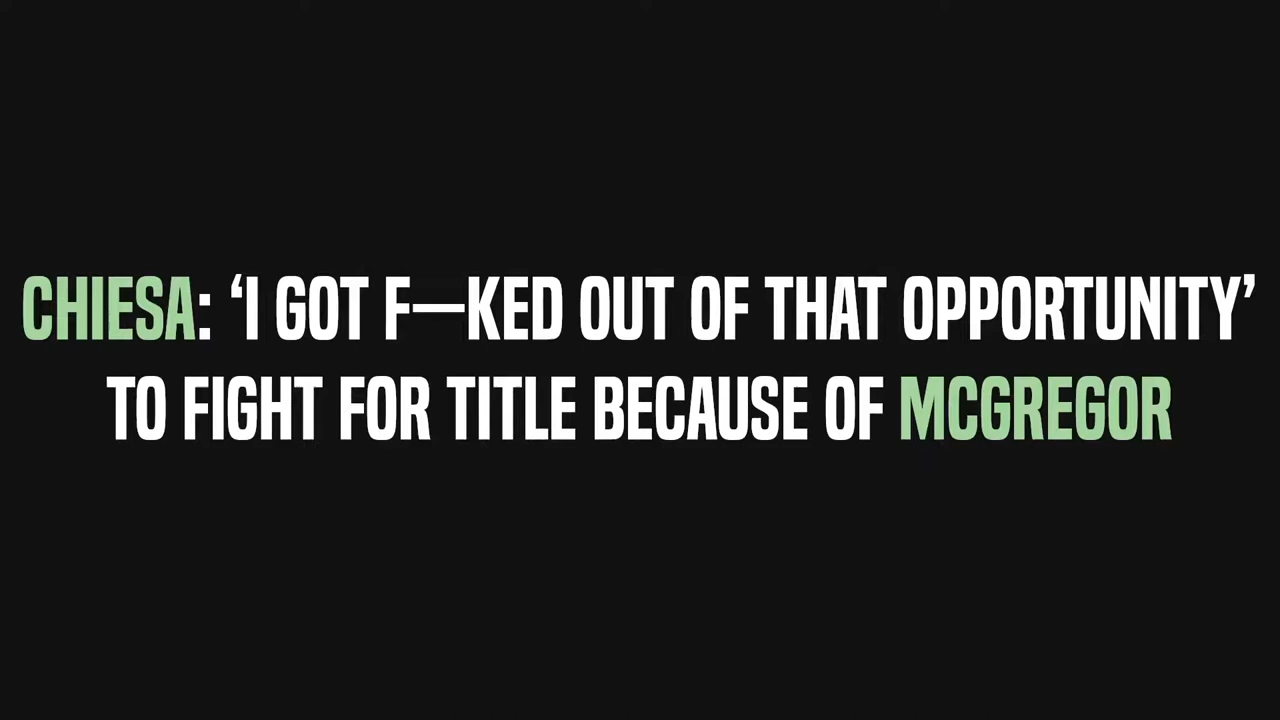 CHIESA: ‘I GOT F—KED OUT OF THAT OPPORTUNITY’
TO FIGHT FOR TITLE BECAUSE OF MCGREGOR